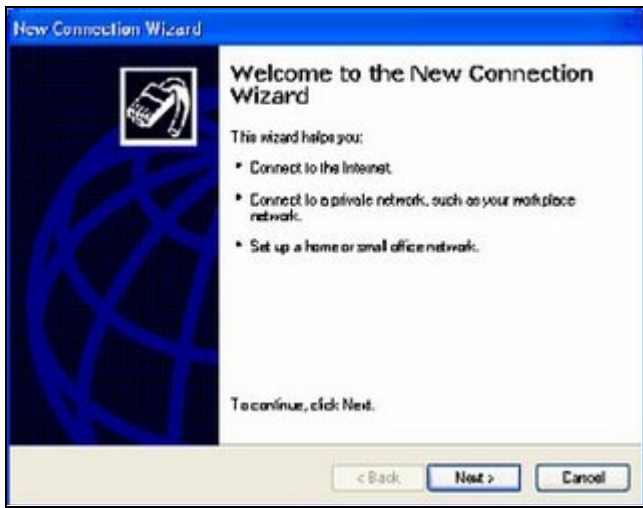 New Connection Wizard
Welcome to the New Connection
Wizard
This wizard helps you:
• Connect to the Internet.
• Connect to a private network, such as your workplace
network.
• Set up a home or small office network.
To continue, click Next.
< Back
Next >
Cancel